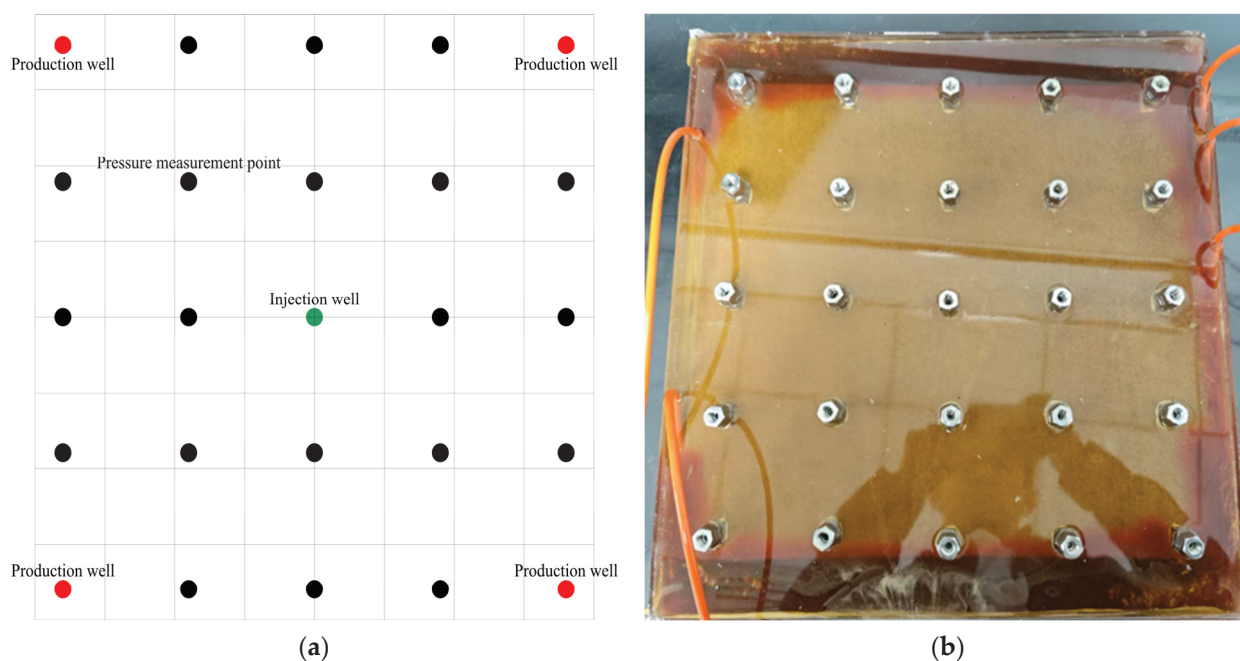 Production well
Production well
Pressure measurement point
Injection well
Production well
Production well
(a)
(b)